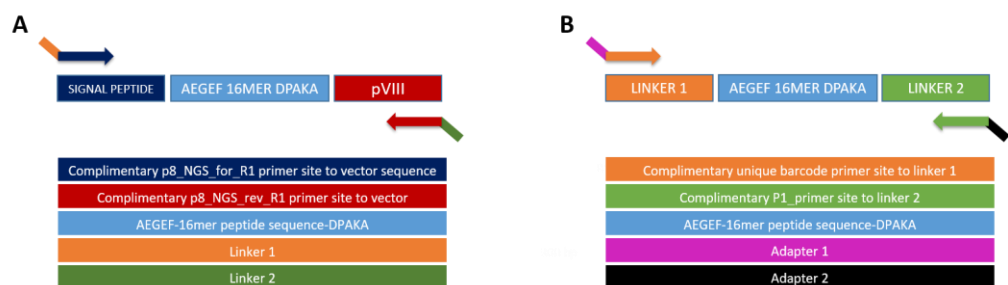 A
SIGNAL PEPTIDE
AEGEF 16MER DPAKA
pVIII
Complimentary p8_NGS_for_R1 primer site to vector sequence
Complimentary p8_NGS_rev_R1 primer site to vector
AEGEF-16mer peptide sequence-DPAKA
Linker 1
Linker 2
B
LINKER 1
AEGEF 16MER DPAKA
LINKER 2
Complimentary unique barcode primer site to linker 1
Complimentary P1_primer site to linker 2
AEGEF-16mer peptide sequence-DPAKA
Adapter 1
Adapter 2